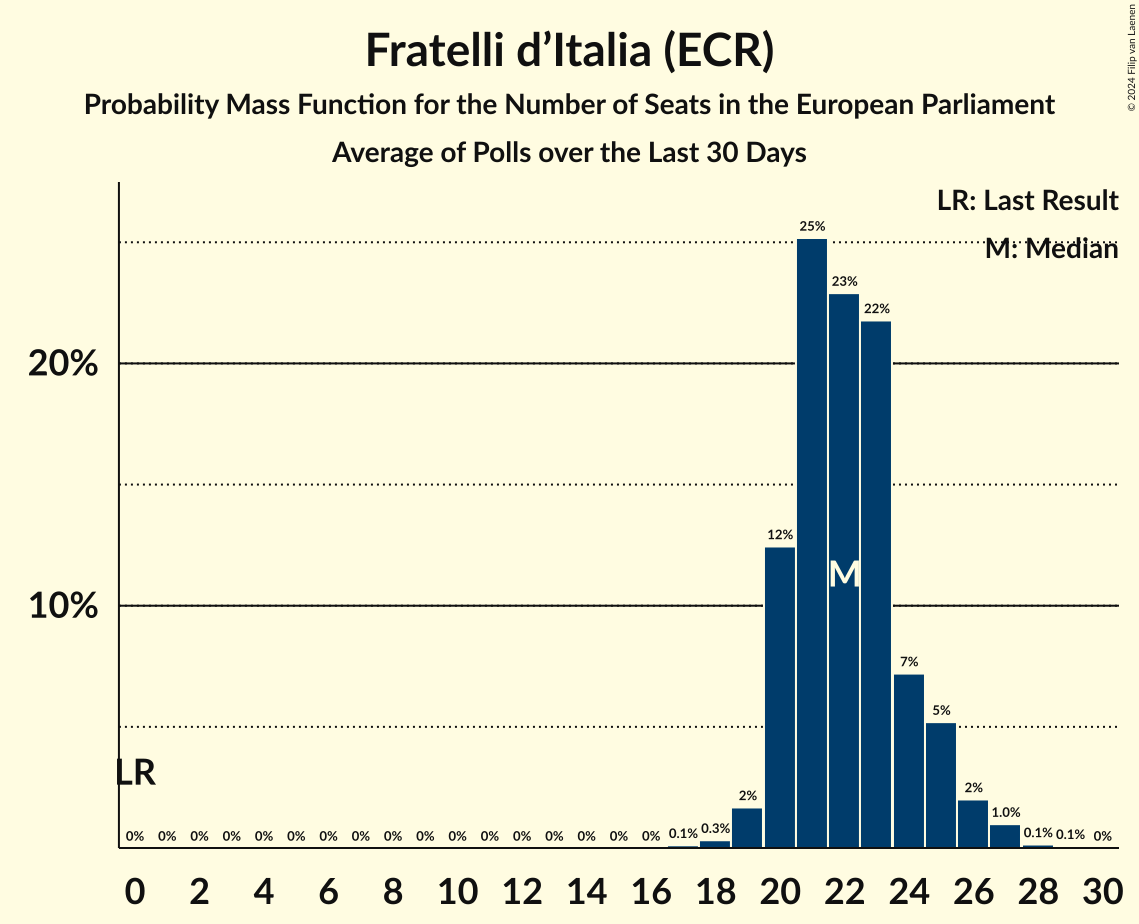 Fratelli d’Italia (ECR)
Probability Mass Function for the Number of Seats in the European Parliament
Average of Polls over the Last 30 Days
© 2024 Filip van Laenen
LR: Last Result
M: Median
25%
23%
22%
20%
12%
M
10%
7%
5%
LR
2%
2%
1.0%
0% 0% 0% 0% 0% 0% 0% 0% 0% 0% 0% 0% 0% 0% 0% 0% 0% 0.1% 0.3% 0.1% 0.1% 0%
0 2 4 6 8 10 12 14 16 18 20 22 24 26 28 30